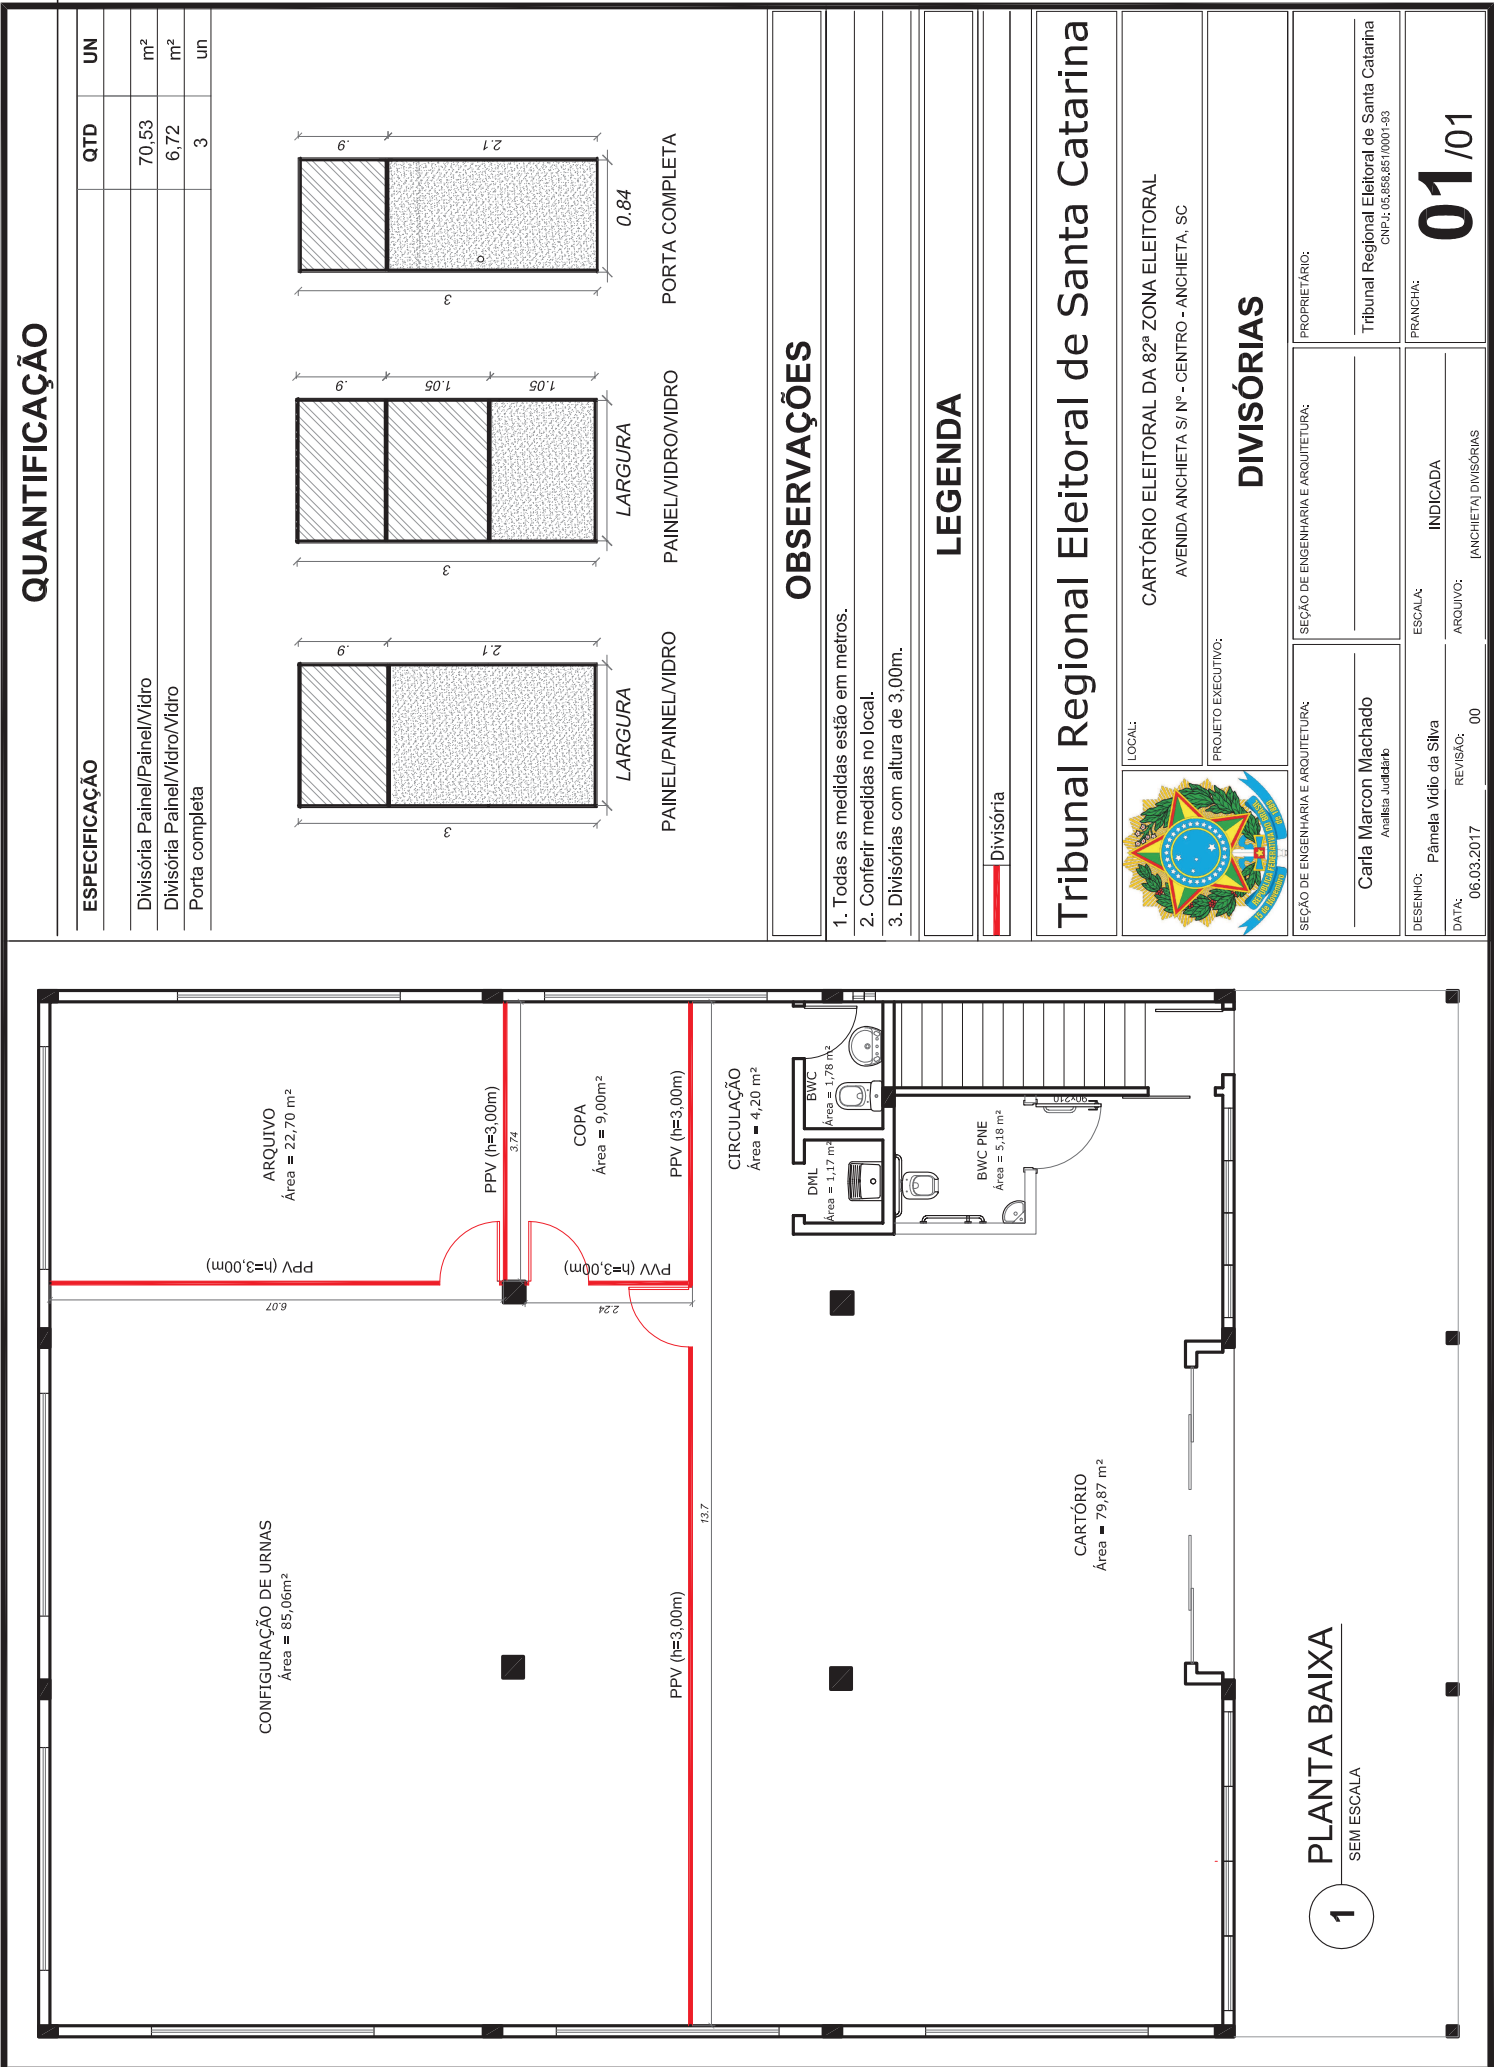 QUANTIFICAÇÃO
ESPECIFICAÇÃO QTD UN
Divisória Painel/Painel/Vidro 70,53 m²
Divisória Painel/Vidro/Vidro 6,72 m²
Porta completa 3 un
3
.9
2.1
LARGURA
PAINEL/PAINEL/VIDRO
3
.9
1.05
1.05
LARGURA
PAINEL/VIDRO/VIDRO
3
.9
2.1
0.84
PORTA COMPLETA
OBSERVAÇÕES
1. Todas as medidas estão em metros.
2. Conferir medidas no local.
3. Divisórias com altura de 3,00m.
LEGENDA
Divisória
Tribunal Regional Eleitoral de Santa Catarina
LOCAL:
CARTÓRIO ELEITORAL DA 82ª ZONA ELEITORAL
AVENIDA ANCHIETA S/ Nº - CENTRO - ANCHIETA, SC
PROJETO EXECUTIVO:
DIVISÓRIAS
REPÚBLICA FEDERATIVA DO BRASIL
15 de Novembro
de 1889
SEÇÃO DE ENGENHARIA E ARQUITETURA:
Carla Marcon Machado
Analista Judiciário
SEÇÃO DE ENGENHARIA E ARQUITETURA:
PROPRIETÁRIO:
Tribunal Regional Eleitoral de Santa Catarina
CNPJ: 05.858.851/0001-93
DESENHO:
Pâmela Vidio da Silva
ESCALA:
INDICADA
PRANCHA:
01/01
DATA:
06.03.2017
REVISÃO:
00
ARQUIVO:
[ANCHIETA] DIVISÓRIAS
CONFIGURAÇÃO DE URNAS
Área = 85,06m²
ARQUIVO
Área = 22,70 m²
PPV (h=3,00m)
6.07
PPV (h=3,00m)
3.74
COPA
Área = 9,00m²
PVV (h=3,00m)
2.24
PPV (h=3,00m)
PPV (h=3,00m)
13.7
CIRCULAÇÃO
Área = 4,20 m²
DML
Área = 1,17 m²
BWC
Área = 1,78 m²
BWC PNE
Área = 5,18 m²
90x210
CARTÓRIO
Área = 79,87 m²
1
PLANTA BAIXA
SEM ESCALA